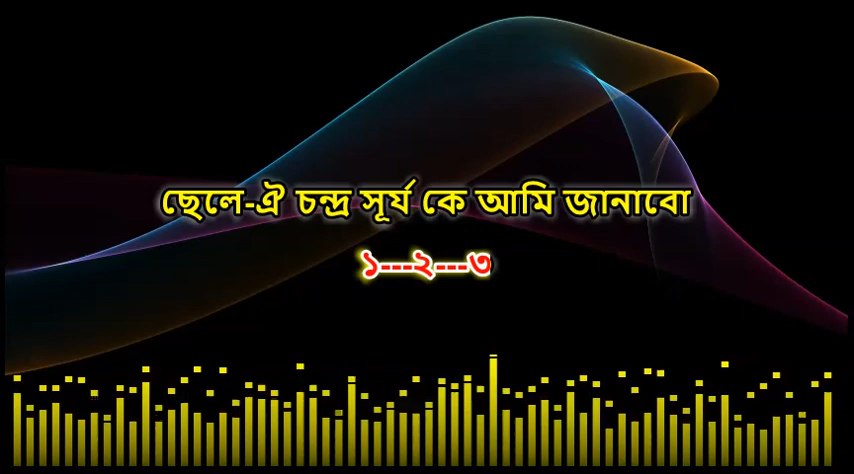 ছেলে-ঐ চন্দ্র সূর্য কে আমি জানাবো
১---২---৩